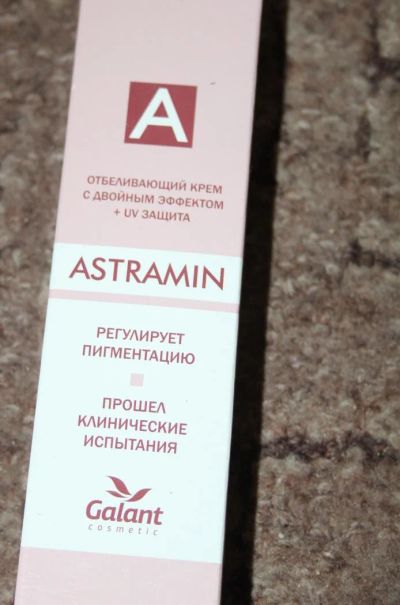 A
ОТБЕЛИВАЮЩИЙ КРЕМ
С ДВОЙНЫМ ЭФФЕКТОМ
+ UV ЗАЩИТА
ASTRAMIN
РЕГУЛИРУЕТ
ПИГМЕНТАЦИЮ
ПРОШЕЛ
КЛИНИЧЕСКИЕ
ИСПЫТАНИЯ
Galant
cosmetic